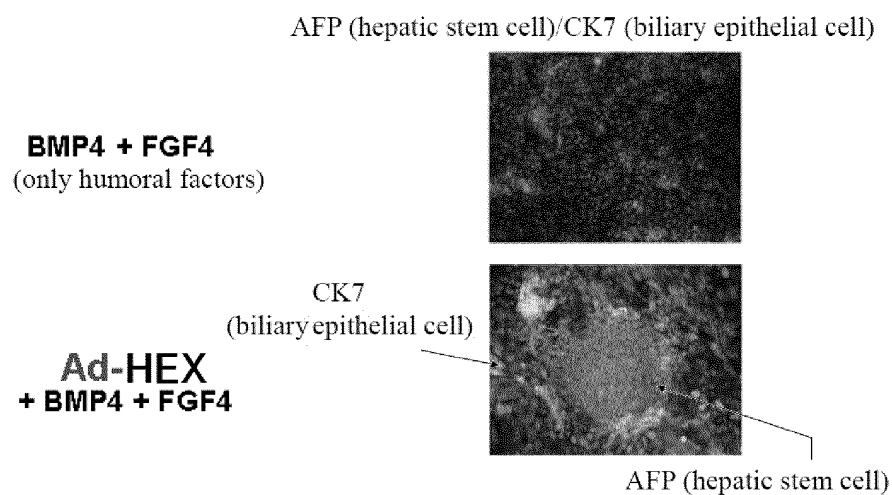 AFP (hepatic stem cell)/CK7 (biliary epithelial cell)
BMP4 + FGF4
(only humoral factors)
CK7
(biliary epithelial cell)
Ad-HEX
+ BMP4 + FGF4
AFP (hepatic stem cell)